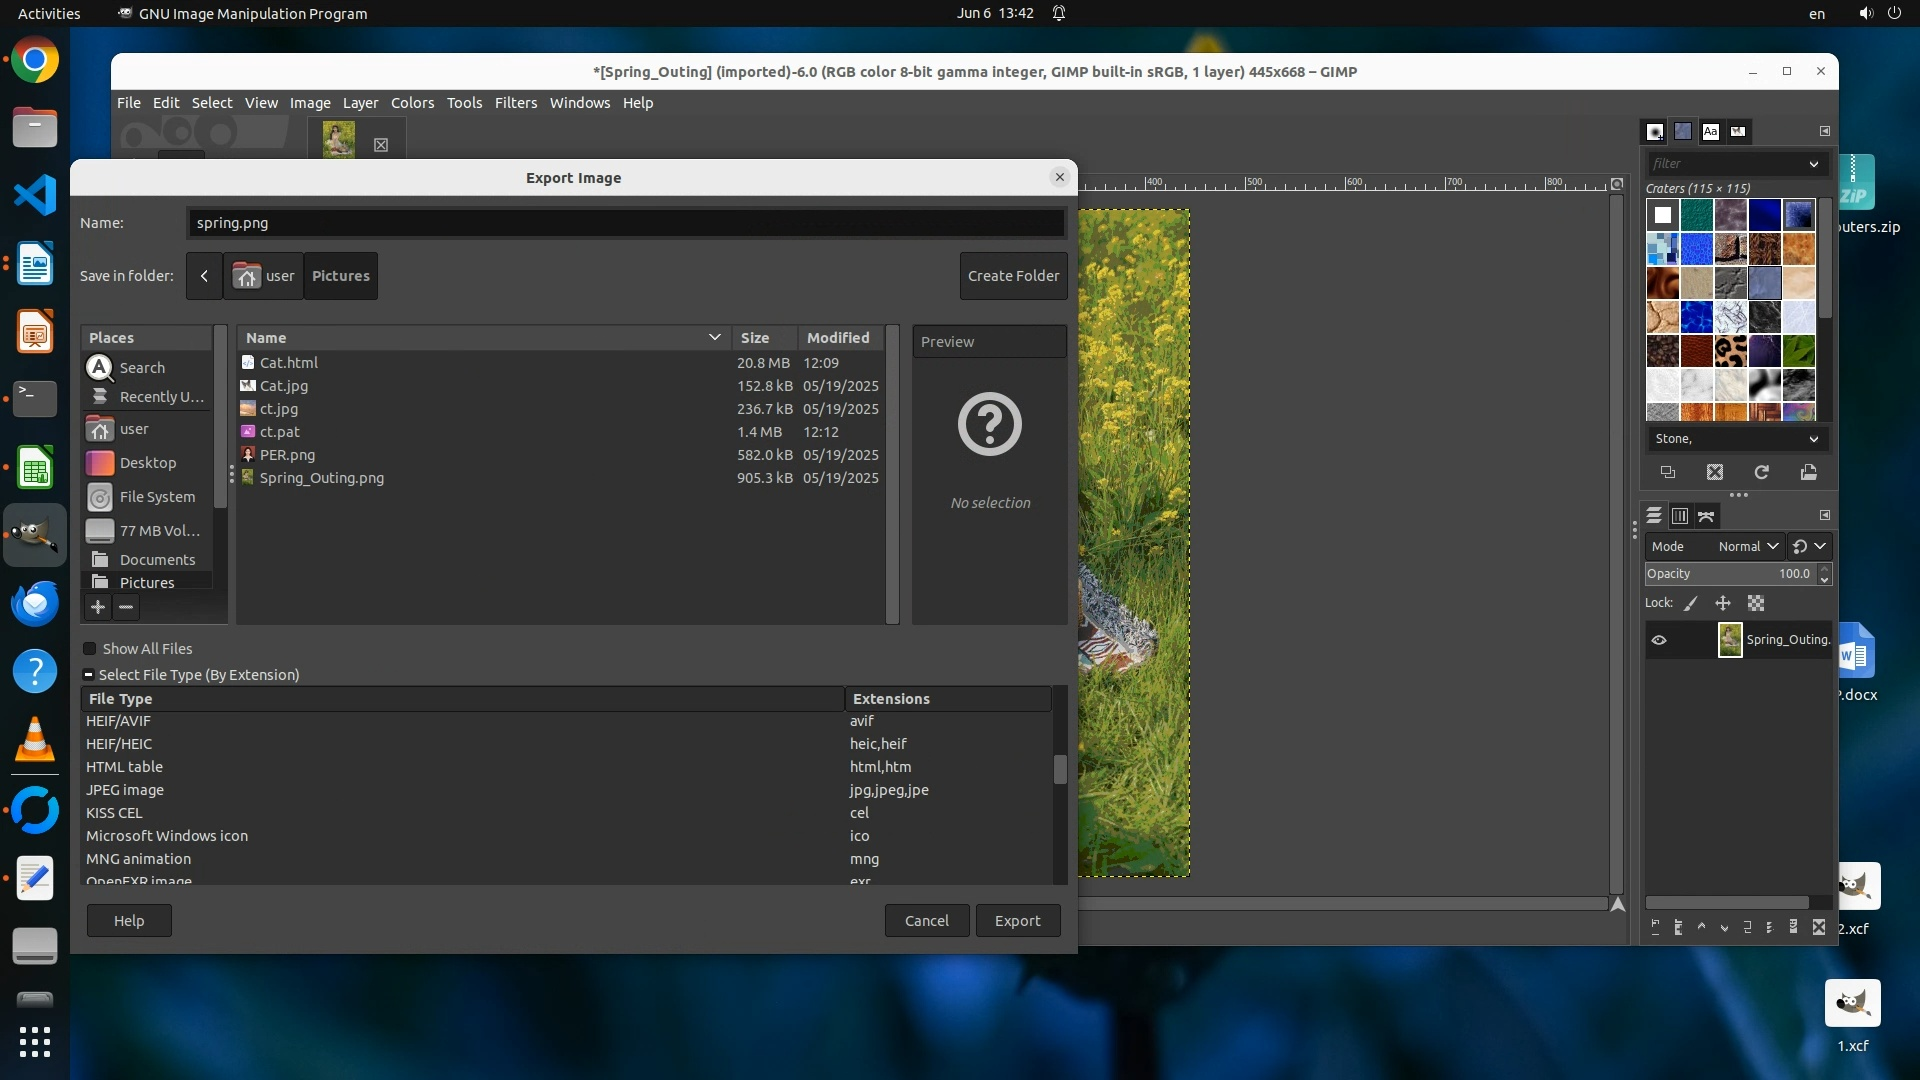 Activities
GNU Image Manipulation Program
Jun 6 13:42
en
*[Spring_Outing] (imported)-6.0 (RGB color 8-bit gamma integer, GIMP built-in sRGB, 1 layer) 445x668 – GIMP
File Edit Select View Image Layer Colors Tools Filters Windows Help
Export Image
Name:
spring.png
Save in folder:
user
Pictures
Create Folder
Places
Search
Recently U...
user
Desktop
File System
77 MB Vol...
Documents
Pictures
Name Size Modified
Cat.html 20.8 MB 12:09
Cat.jpg 152.8 kB 05/19/2025
ct.jpg 236.7 kB 05/19/2025
ct.pat 1.4 MB 12:12
PER.png 582.0 kB 05/19/2025
Spring_Outing.png 905.3 kB 05/19/2025
Preview
No selection
Show All Files
Select File Type (By Extension)
File Type Extensions
HEIF/AVIF avif
HEIF/HEIC heic,heif
HTML table html,htm
JPEG image jpg,jpeg,jpe
KISS CEL cel
Microsoft Windows icon ico
MNG animation mng
OpenEXR image exr
Help
Cancel
Export
400 500 600 700 800
Aa
filter
Craters (115 × 115)
Stone,
Mode Normal
Opacity 100.0
Lock:
Spring_Outing.
ZiP
outers.zip
W
P.docx
2.xcf
1.xcf